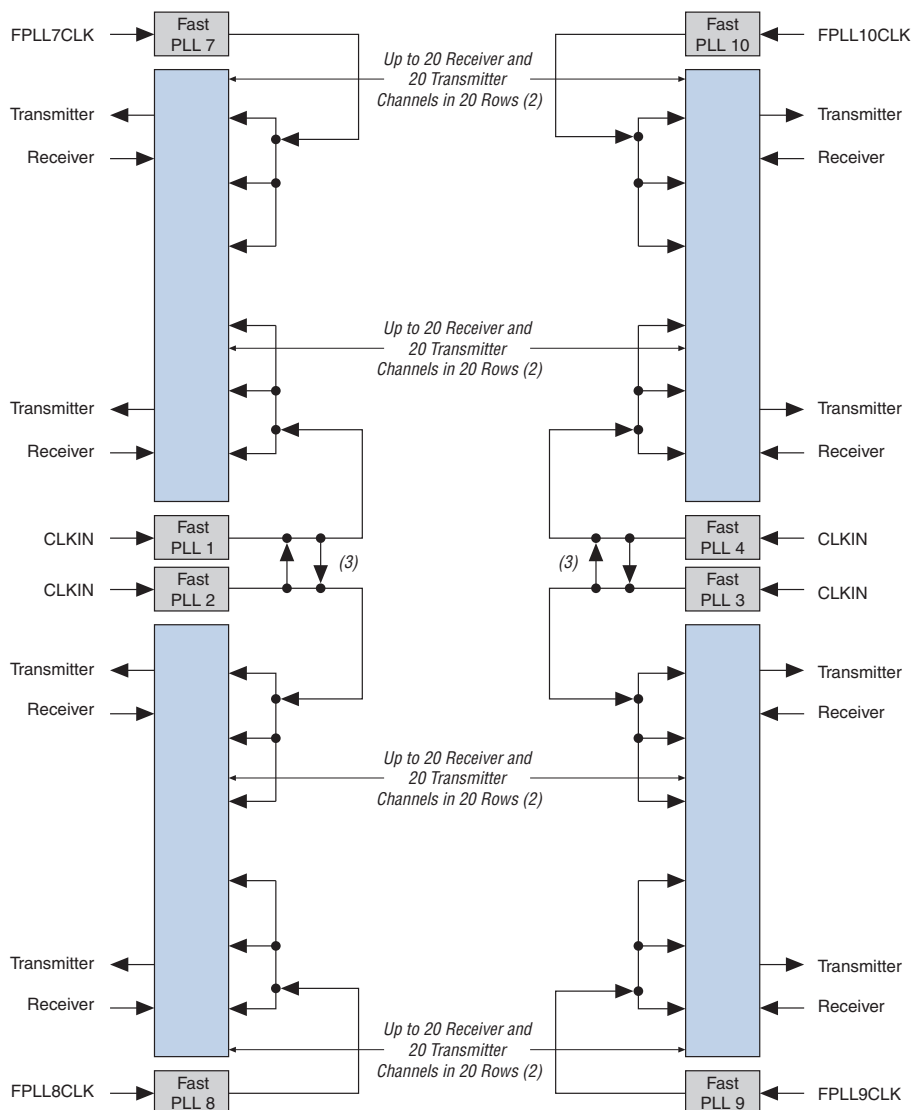 FPLL7CLK
Fast
PLL 7
Fast
PLL 10
FPLL10CLK
Up to 20 Receiver and
20 Transmitter
Channels in 20 Rows (2)
Transmitter
Receiver
Transmitter
Receiver
Up to 20 Receiver and
20 Transmitter
Channels in 20 Rows (2)
Transmitter
Receiver
Transmitter
Receiver
CLKIN
Fast
PLL 1
(3)
(3)
Fast
PLL 4
CLKIN
CLKIN
Fast
PLL 2
Fast
PLL 3
CLKIN
Transmitter
Receiver
Transmitter
Receiver
Up to 20 Receiver and
20 Transmitter
Channels in 20 Rows (2)
Transmitter
Receiver
Transmitter
Receiver
Up to 20 Receiver and
20 Transmitter
Channels in 20 Rows (2)
FPLL8CLK
Fast
PLL 8
Fast
PLL 9
FPLL9CLK